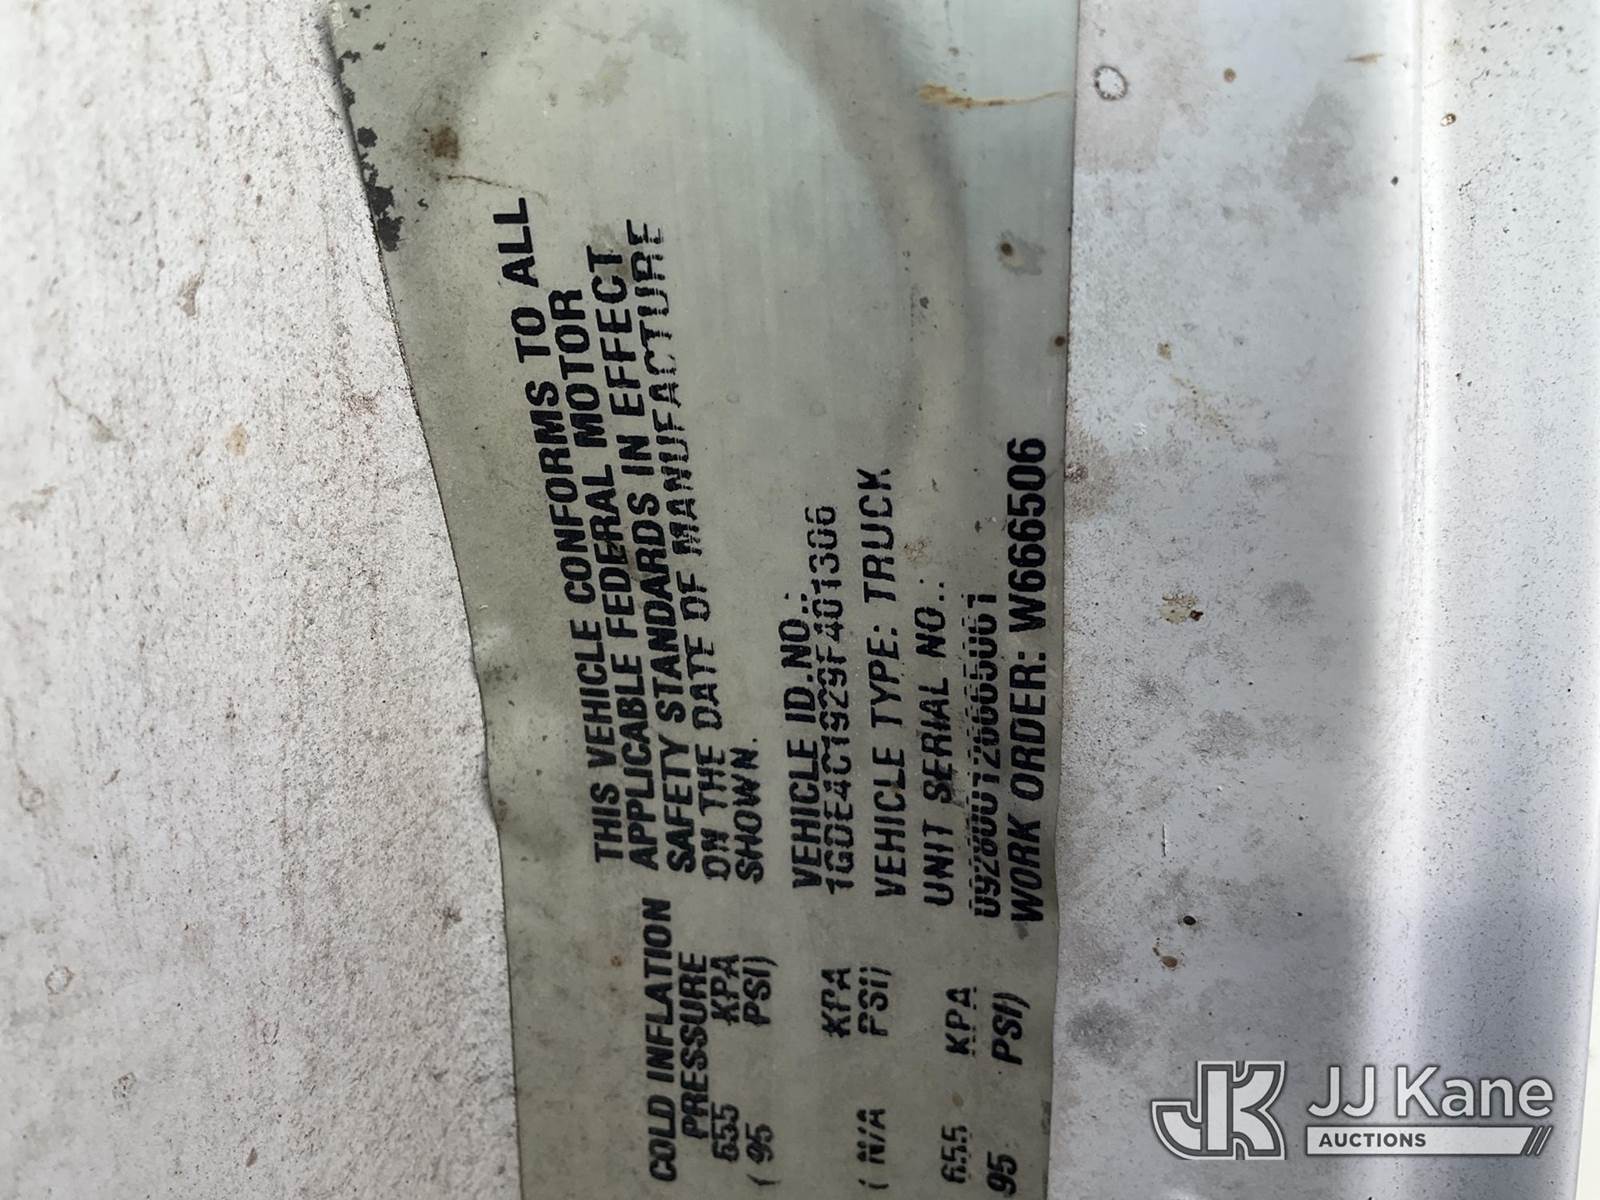 COLD INFLATION
PRESSURE
655 KPA
( 95 PSI)
KPA
( N/A PSI)
655 KPA
95 PSI)
THIS VEHICLE CONFORMS TO ALL
APPLICABLE FEDERAL MOTOR
SAFETY STANDARDS IN EFFECT
ON THE DATE OF MANUFACTURE
SHOWN.
VEHICLE ID.NO.:
1GDE4C1929F401306
VEHICLE TYPE: TRUCK
UNIT SERIAL NO.:
WORK ORDER: W666506
JK JJ Kane
AUCTIONS